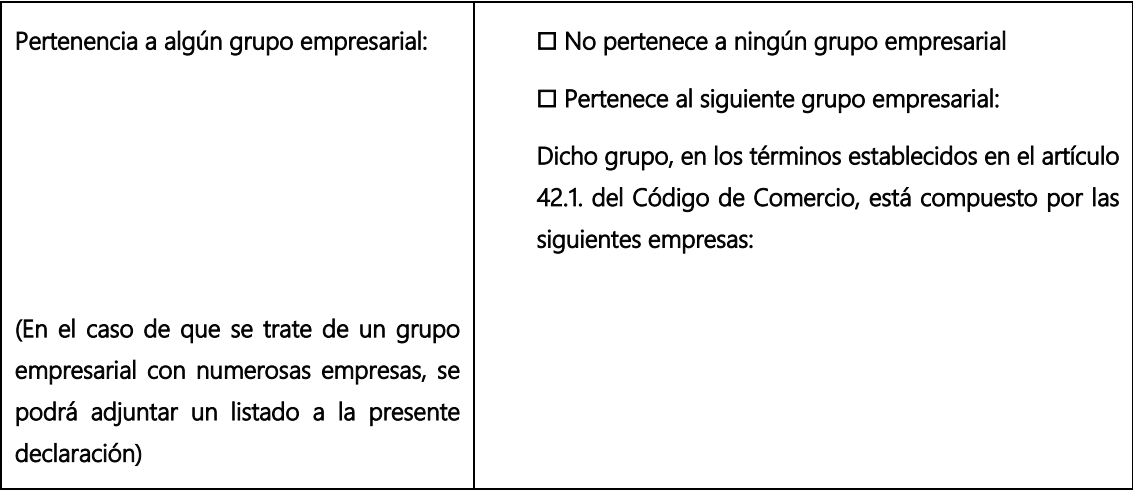 Pertenencia a algún grupo empresarial:
(En el caso de que se trate de un grupo
empresarial con numerosas empresas, se
podrá adjuntar un listado a la presente
declaración)
☐ No pertenece a ningún grupo empresarial
☐ Pertenece al siguiente grupo empresarial:
Dicho grupo, en los términos establecidos en el artículo
42.1. del Código de Comercio, está compuesto por las
siguientes empresas: